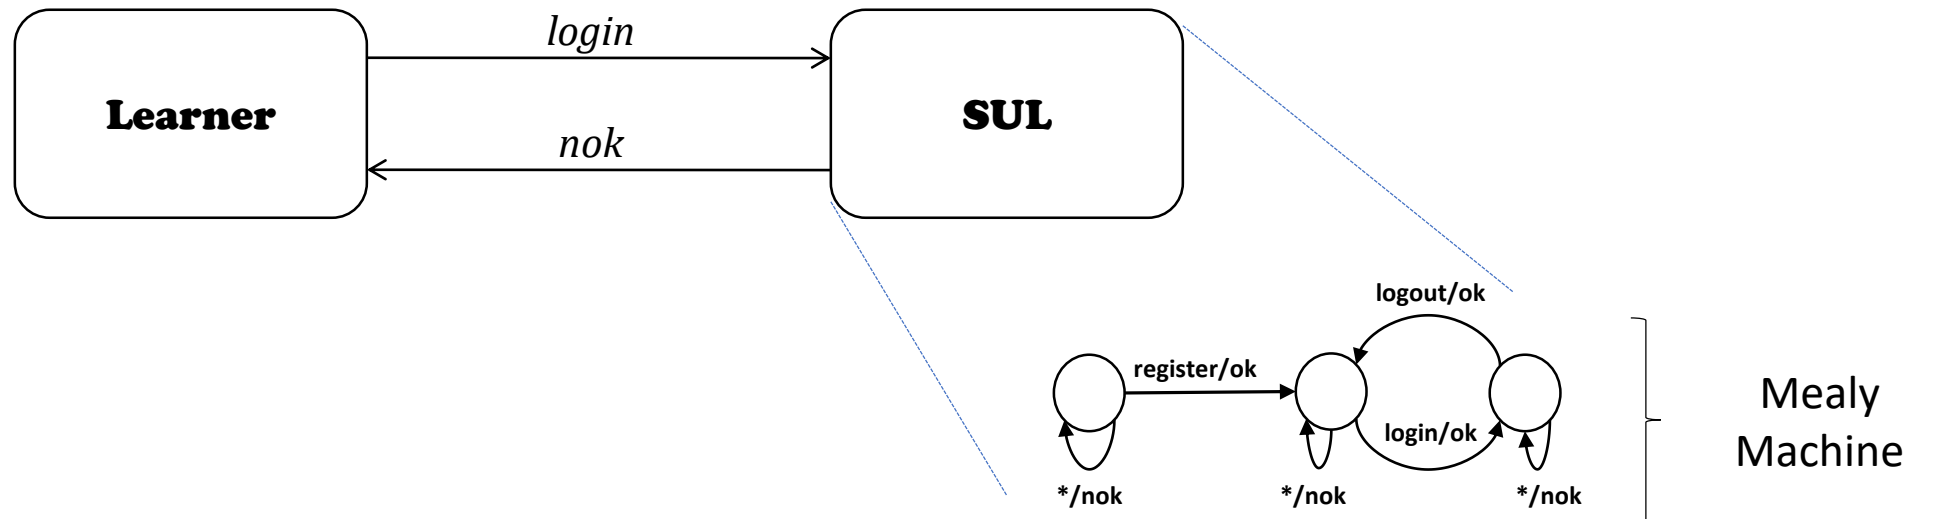 login
Learner
SUL
nok
logout/ok
register/ok
login/ok
*/nok
*/nok
*/nok
Mealy
Machine